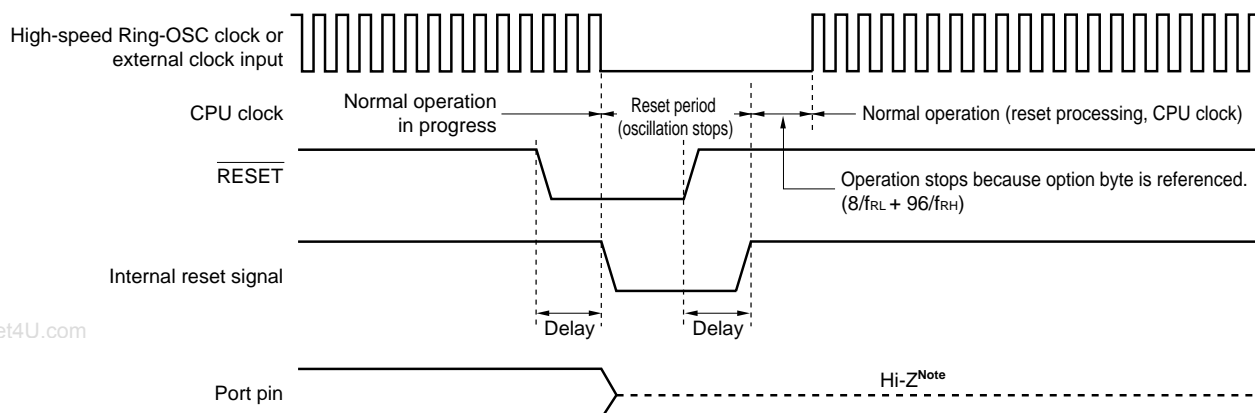 High-speed Ring-OSC clock or
external clock input
CPU clock
Normal operation
in progress
Reset period
(oscillation stops)
Normal operation (reset processing, CPU clock)
RESET
Operation stops because option byte is referenced.
(8/fRL + 96/fRH)
Internal reset signal
Delay
Delay
et4U.com
Port pin
Hi-ZNote